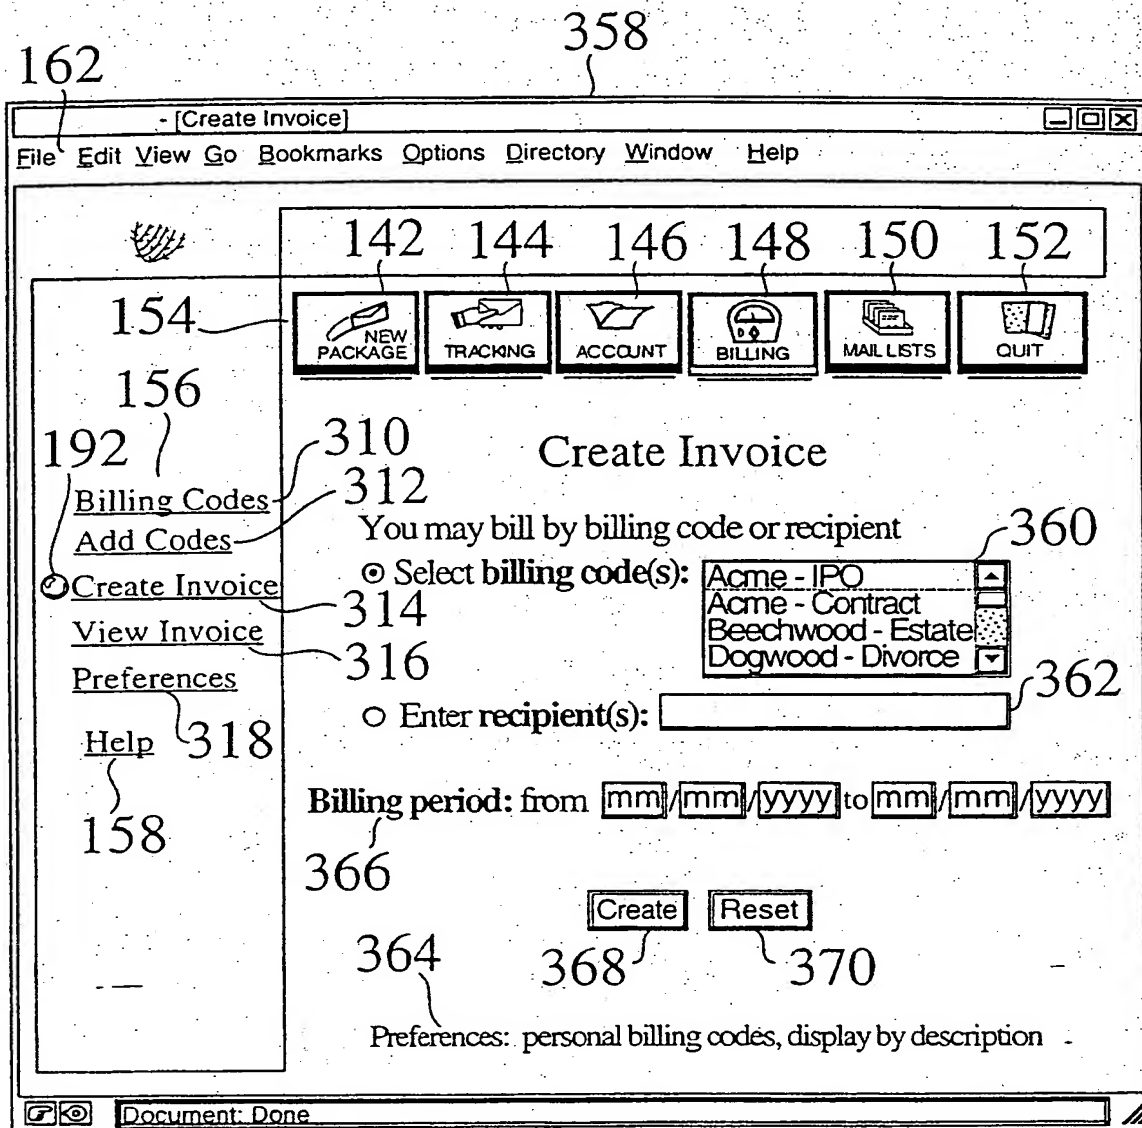 358
162
- [Create Invoice]
File Edit View Go Bookmarks Options Directory Window Help
142 144 146 148 150 152
154
NEW PACKAGE TRACKING ACCOUNT BILLING MAIL LISTS QUIT
156
192
310
Create Invoice
Billing Codes
312
Add Codes
You may bill by billing code or recipient
360
Select billing code(s): Acme - IPO
Create Invoice
Acme - Contract
314
View Invoice
Beechwood - Estate
316
Dogwood - Divorce
Preferences
362
Enter recipient(s):
Help
318
Billing period: from mm/mm/yyyy to mm/mm/yyyy
158
366
Create Reset
364
368
370
Preferences: personal billing codes, display by description
Document: Done